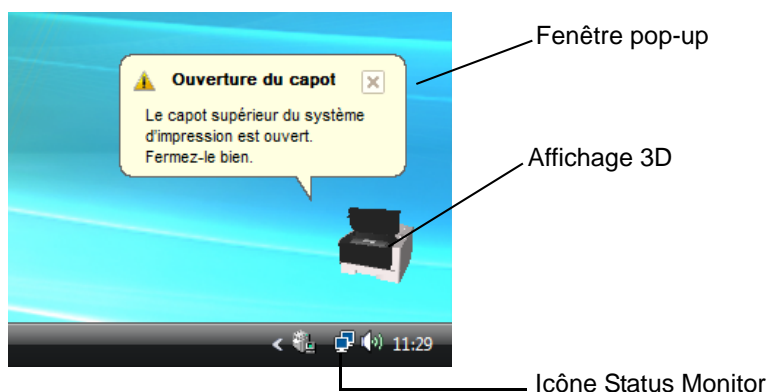 Fenêtre pop-up
Ouverture du capot
Le capot supérieur du système
d'impression est ouvert.
Fermez-le bien.
Affichage 3D
11:29
Icône Status Monitor